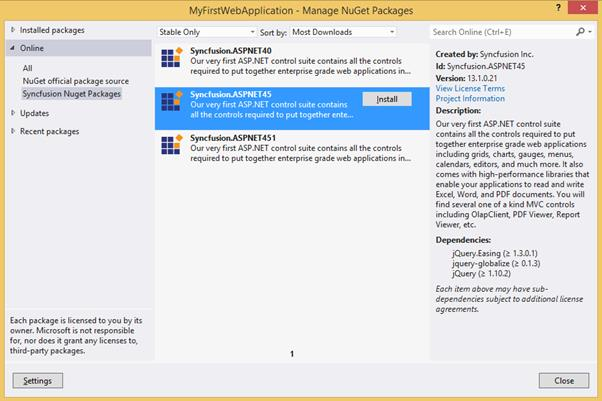 MyFirstWebApplication - Manage NuGet Packages
? ×
Installed packages
Online
All
NuGet official package source
Syncfusion Nuget Packages
Updates
Recent packages
Each package is licensed to you by its
owner. Microsoft is not responsible
for, nor does it grant any licenses to,
third-party packages.
Settings
Stable Only
Sort by: Most Downloads
Syncfusion.ASPNET40
Our very first ASP.NET control suite contains all the controls
required to put together enterprise grade web applications in...
Syncfusion.ASPNET45
Our very first ASP.NET control suite contains
all the controls required to put together ente...
Install
Syncfusion.ASPNET451
Our very first ASP.NET control suite contains all the controls
required to put together enterprise grade web applications in...
1
Search Online (Ctrl+E)
Created by: Syncfusion Inc.
Id: Syncfusion.ASPNET45
Version: 13.1.0.21
View License Terms
Project Information
Description:
Our very first ASP.NET control suite
contains all the controls required to put
together enterprise grade web applications
including grids, charts, gauges, menus,
calendars, editors, and much more. It also
comes with high-performance libraries that
enable your applications to read and write
Excel, Word, and PDF documents. You will
find several one of a kind MVC controls
including OlapClient, PDF Viewer, Report
Viewer, etc.
Dependencies:
jQuery.Easing (≥ 1.3.0.1)
jquery-globalize (≥ 0.1.3)
jQuery (≥ 1.10.2)
Each item above may have sub-
dependencies subject to additional license
agreements.
Close